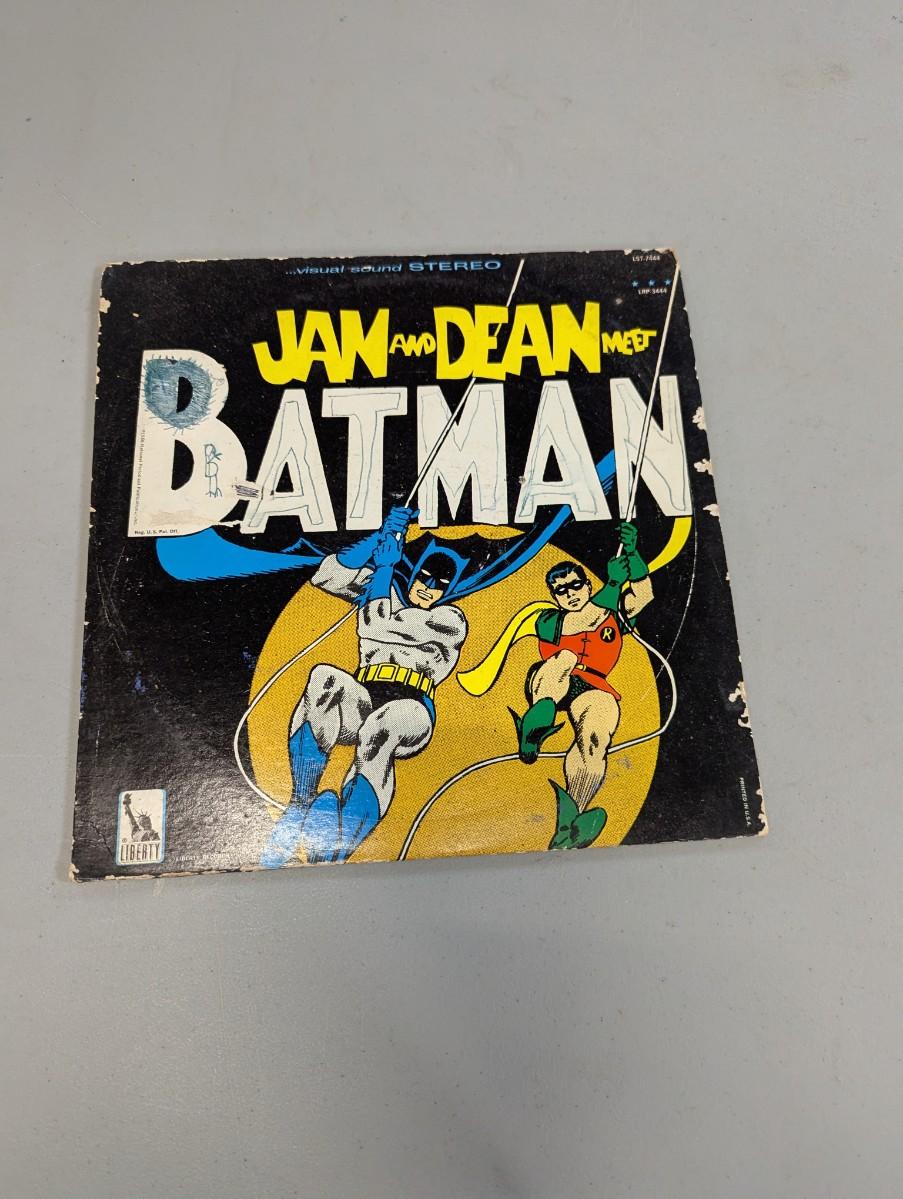 ...visual sound STEREO
LST-7444
★ ★ ★
LRP-3444
JAN AND DEAN MEET
BATMAN
Reg. U.S. Pat. Off.
R
LIBERTY
PRINTED IN U.S.A.